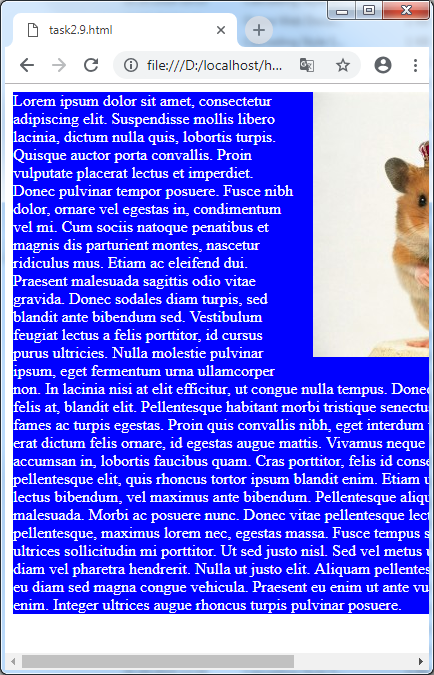 task2.9.html
file:///D:/localhost/h...
Lorem ipsum dolor sit amet, consectetur
adipiscing elit. Suspendisse mollis libero
lacinia, dictum nulla quis, lobortis turpis.
Quisque auctor porta convallis. Proin
vulputate placerat lectus et imperdiet.
Donec pulvinar tempor posuere. Fusce nibh
dolor, ornare vel egestas in, condimentum
vel mi. Cum sociis natoque penatibus et
magnis dis parturient montes, nascetur
ridiculus mus. Etiam ac eleifend dui.
Praesent malesuada sagittis odio vitae
gravida. Donec sodales diam turpis, sed
blandit ante bibendum sed. Vestibulum
feugiat lectus a felis porttitor, id cursus
purus ultricies. Nulla molestie pulvinar
ipsum, eget fermentum urna ullamcorper
non. In lacinia nisi at elit efficitur, ut congue nulla tempus. Donec
felis at, blandit elit. Pellentesque habitant morbi tristique senectus
fames ac turpis egestas. Proin quis convallis nibh, eget interdum
erat dictum felis ornare, id egestas augue mattis. Vivamus neque
accumsan in, lobortis faucibus quam. Cras porttitor, felis id conse
pellentesque elit, quis rhoncus tortor ipsum blandit enim. Etiam
lectus bibendum, vel maximus ante bibendum. Pellentesque aliqu
malesuada. Morbi ac posuere nunc. Donec vitae pellentesque lect
pellentesque, maximus lorem nec, egestas massa. Fusce tempus s
ultrices sollicitudin mi porttitor. Ut sed justo nisl. Sed vel metus
diam vel pharetra hendrerit. Nulla ut justo elit. Aliquam pellentes
eu diam sed magna congue vehicula. Praesent eu enim ut ante vu
enim. Integer ultrices augue rhoncus turpis pulvinar posuere.